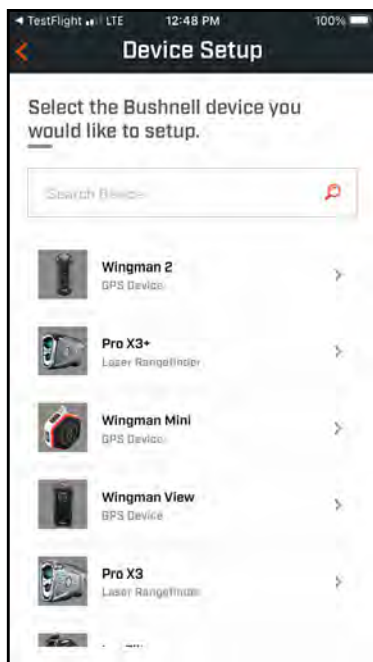 TestFlight LTE 12:48 PM 100%
Device Setup
Select the Bushnell device you
would like to setup.
Search Device
Wingman 2
GPS Device
Pro X3+
Laser Rangefinder
Wingman Mini
GPS Device
Wingman View
GPS Device
Pro X3
Laser Rangefinder